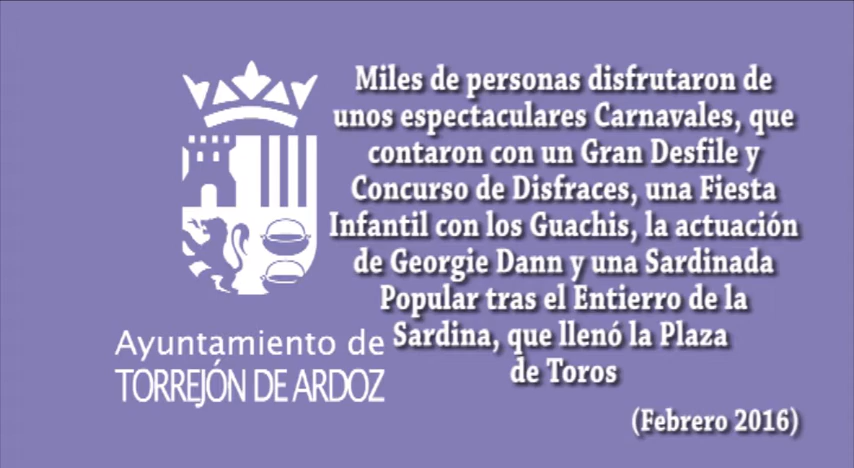 Miles de personas disfrutaron de
unos espectaculares Carnavales, que
contaron con un Gran Desfile y
Concurso de Disfraces, una Fiesta
Infantil con los Guachis, la actuación
de Georgie Dann y una Sardinada
Popular tras el Entierro de la
Sardina, que llenó la Plaza
de Toros
(Febrero 2016)
Ayuntamiento de
TORREJÓN DE ARDOZ